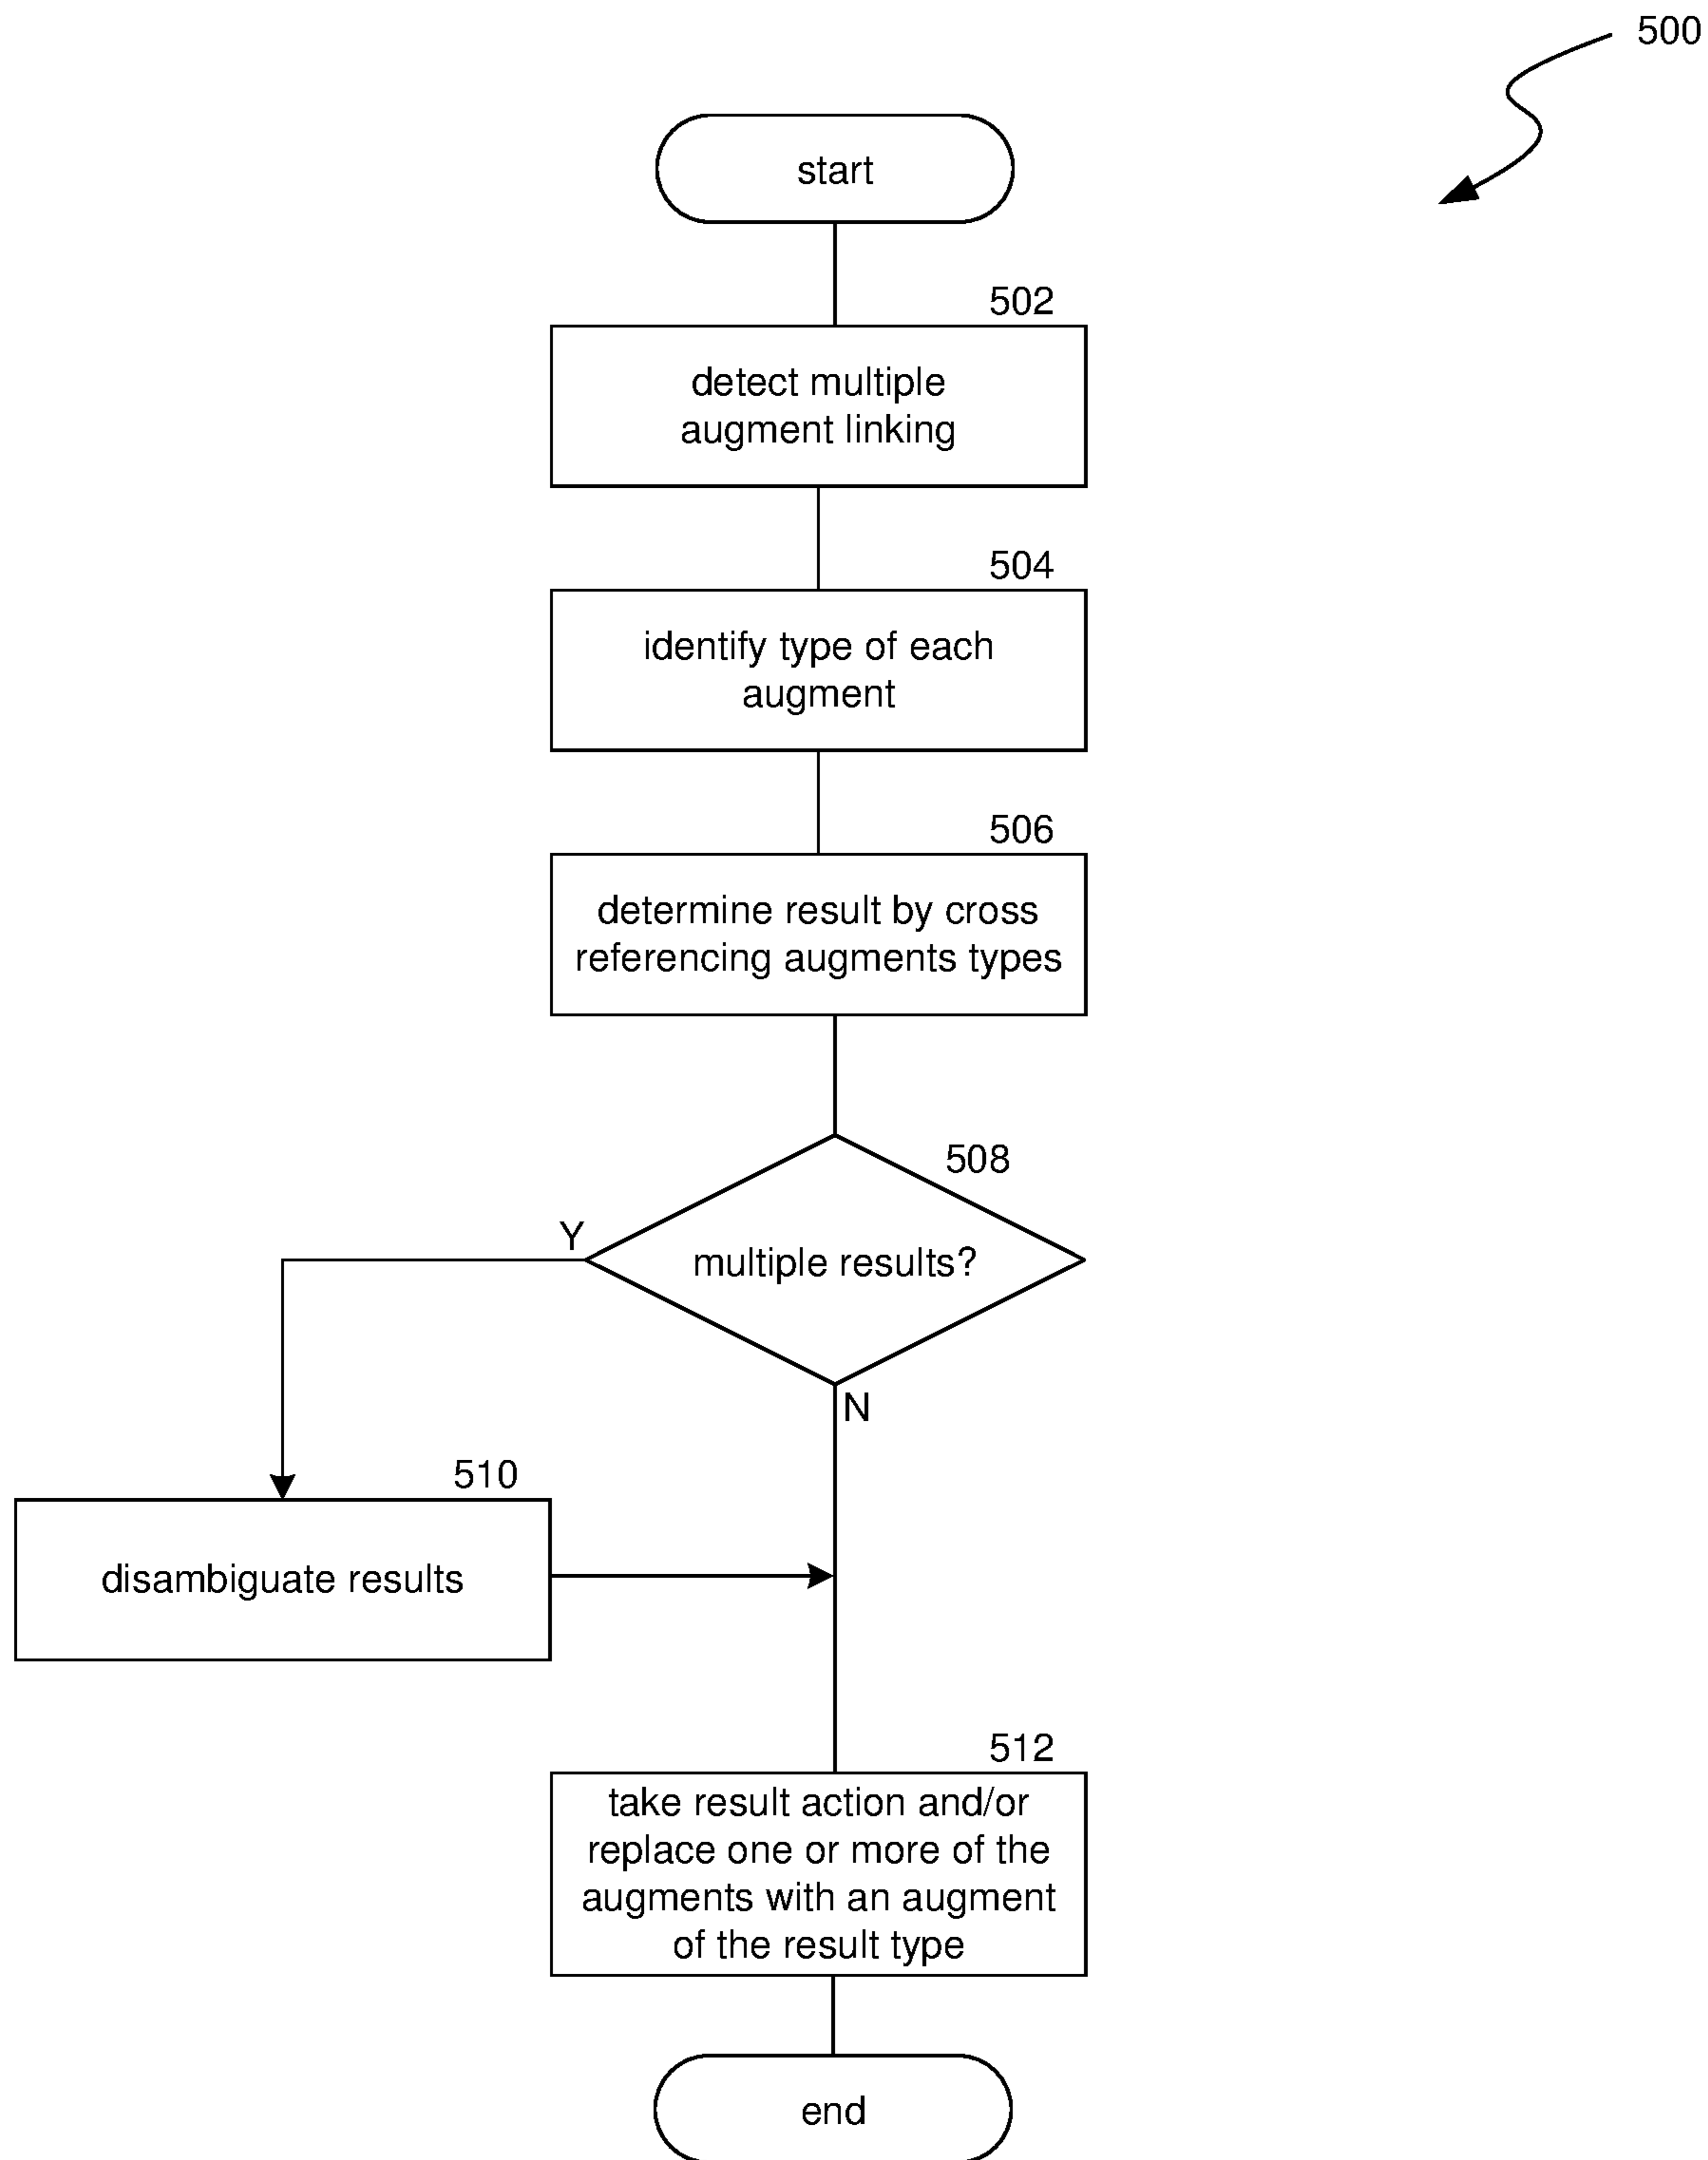 500
start
502
detect multiple
augment linking
504
identify type of each
augment
506
determine result by cross
referencing augments types
508
multiple results?
Y
N
510
disambiguate results
512
take result action and/or
replace one or more of the
augments with an augment
of the result type
end